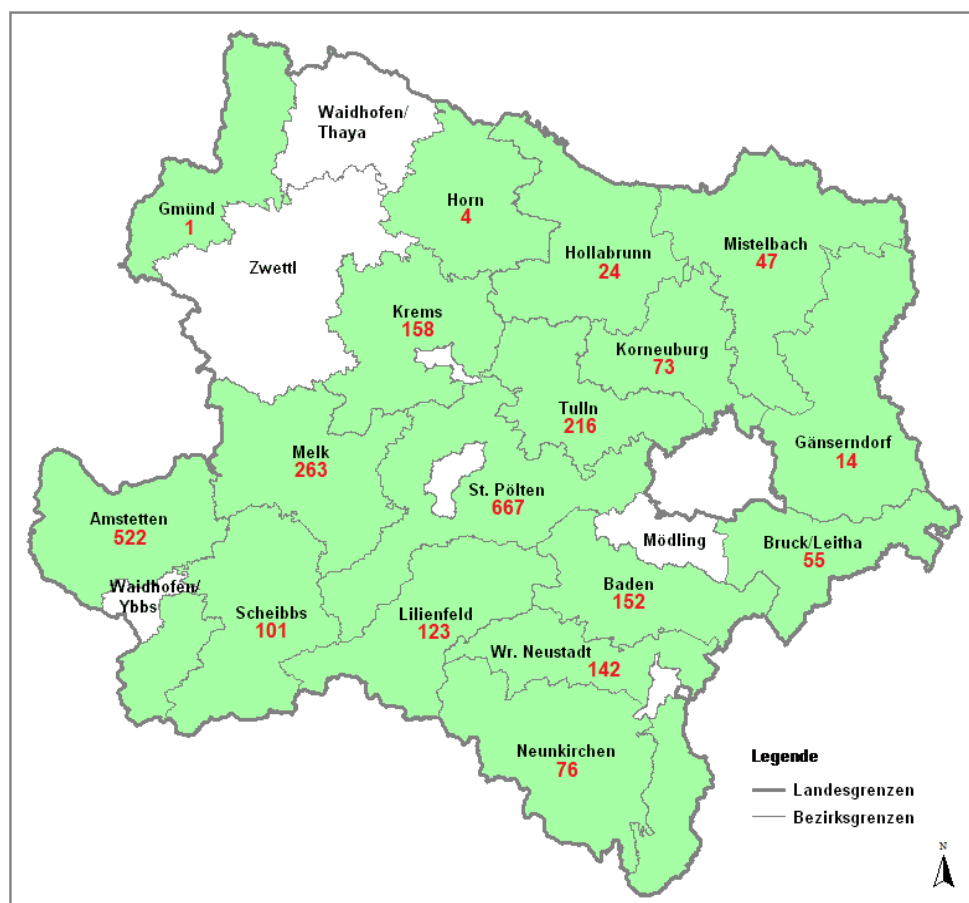 Waidhofen/
Thaya
Gmünd
1
Horn
4
Zwettl
Hollabrunn
24
Mistelbach
47
Krems
158
Korneuburg
73
Tulln
216
Melk
263
Gänserndorf
14
St. Pölten
667
Amstetten
522
Mödling
Bruck/Leitha
55
Waidhofen/
Ybbs
Scheibbs
101
Lilienfeld
123
Baden
152
Wr. Neustadt
142
Neunkirchen
76
Legende
Landesgrenzen
Bezirksgrenzen
N